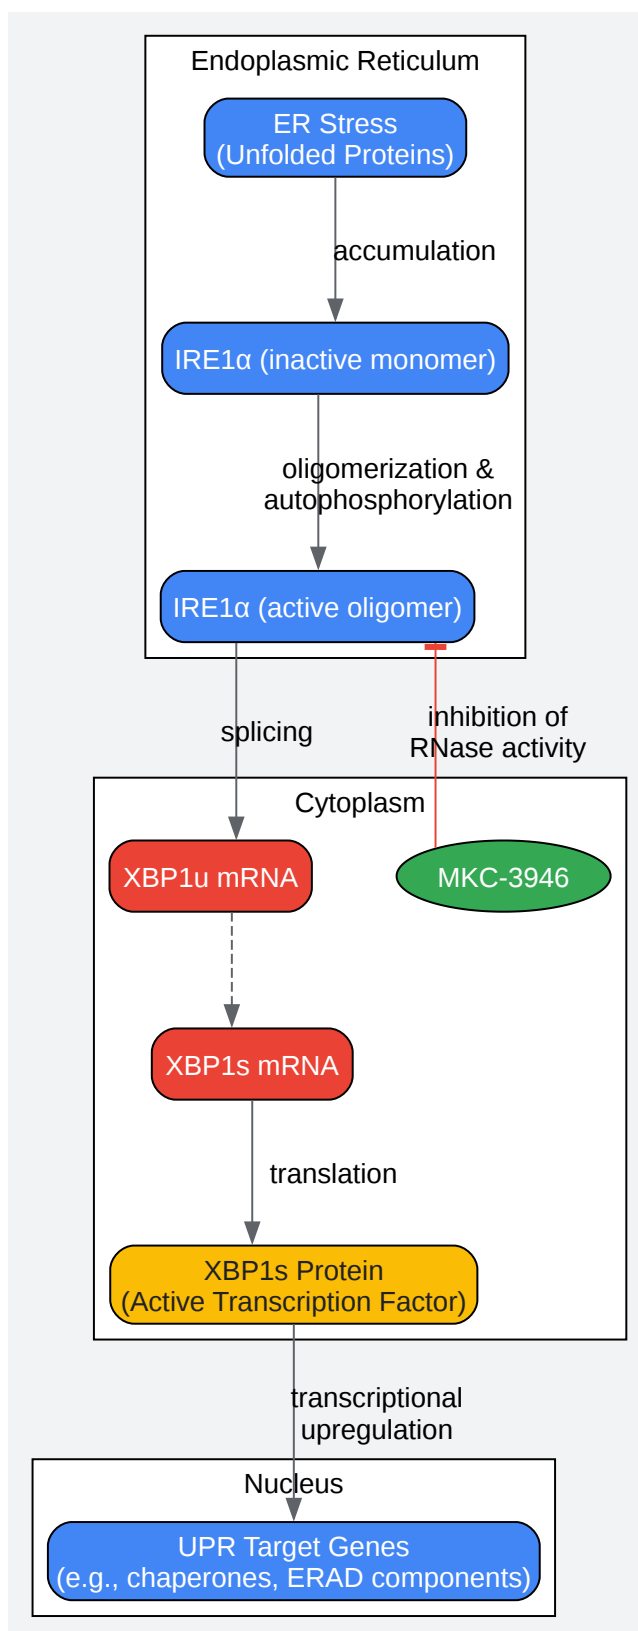 Endoplasmic Reticulum
ER Stress
(Unfolded Proteins)
accumulation
IRE1α (inactive monomer)
oligomerization &
autophosphorylation
IRE1α (active oligomer)
splicing
inhibition of
RNase activity
Cytoplasm
XBP1u mRNA
MKC-3946
XBP1s mRNA
translation
XBP1s Protein
(Active Transcription Factor)
transcriptional
upregulation
Nucleus
UPR Target Genes
(e.g., chaperones, ERAD components)